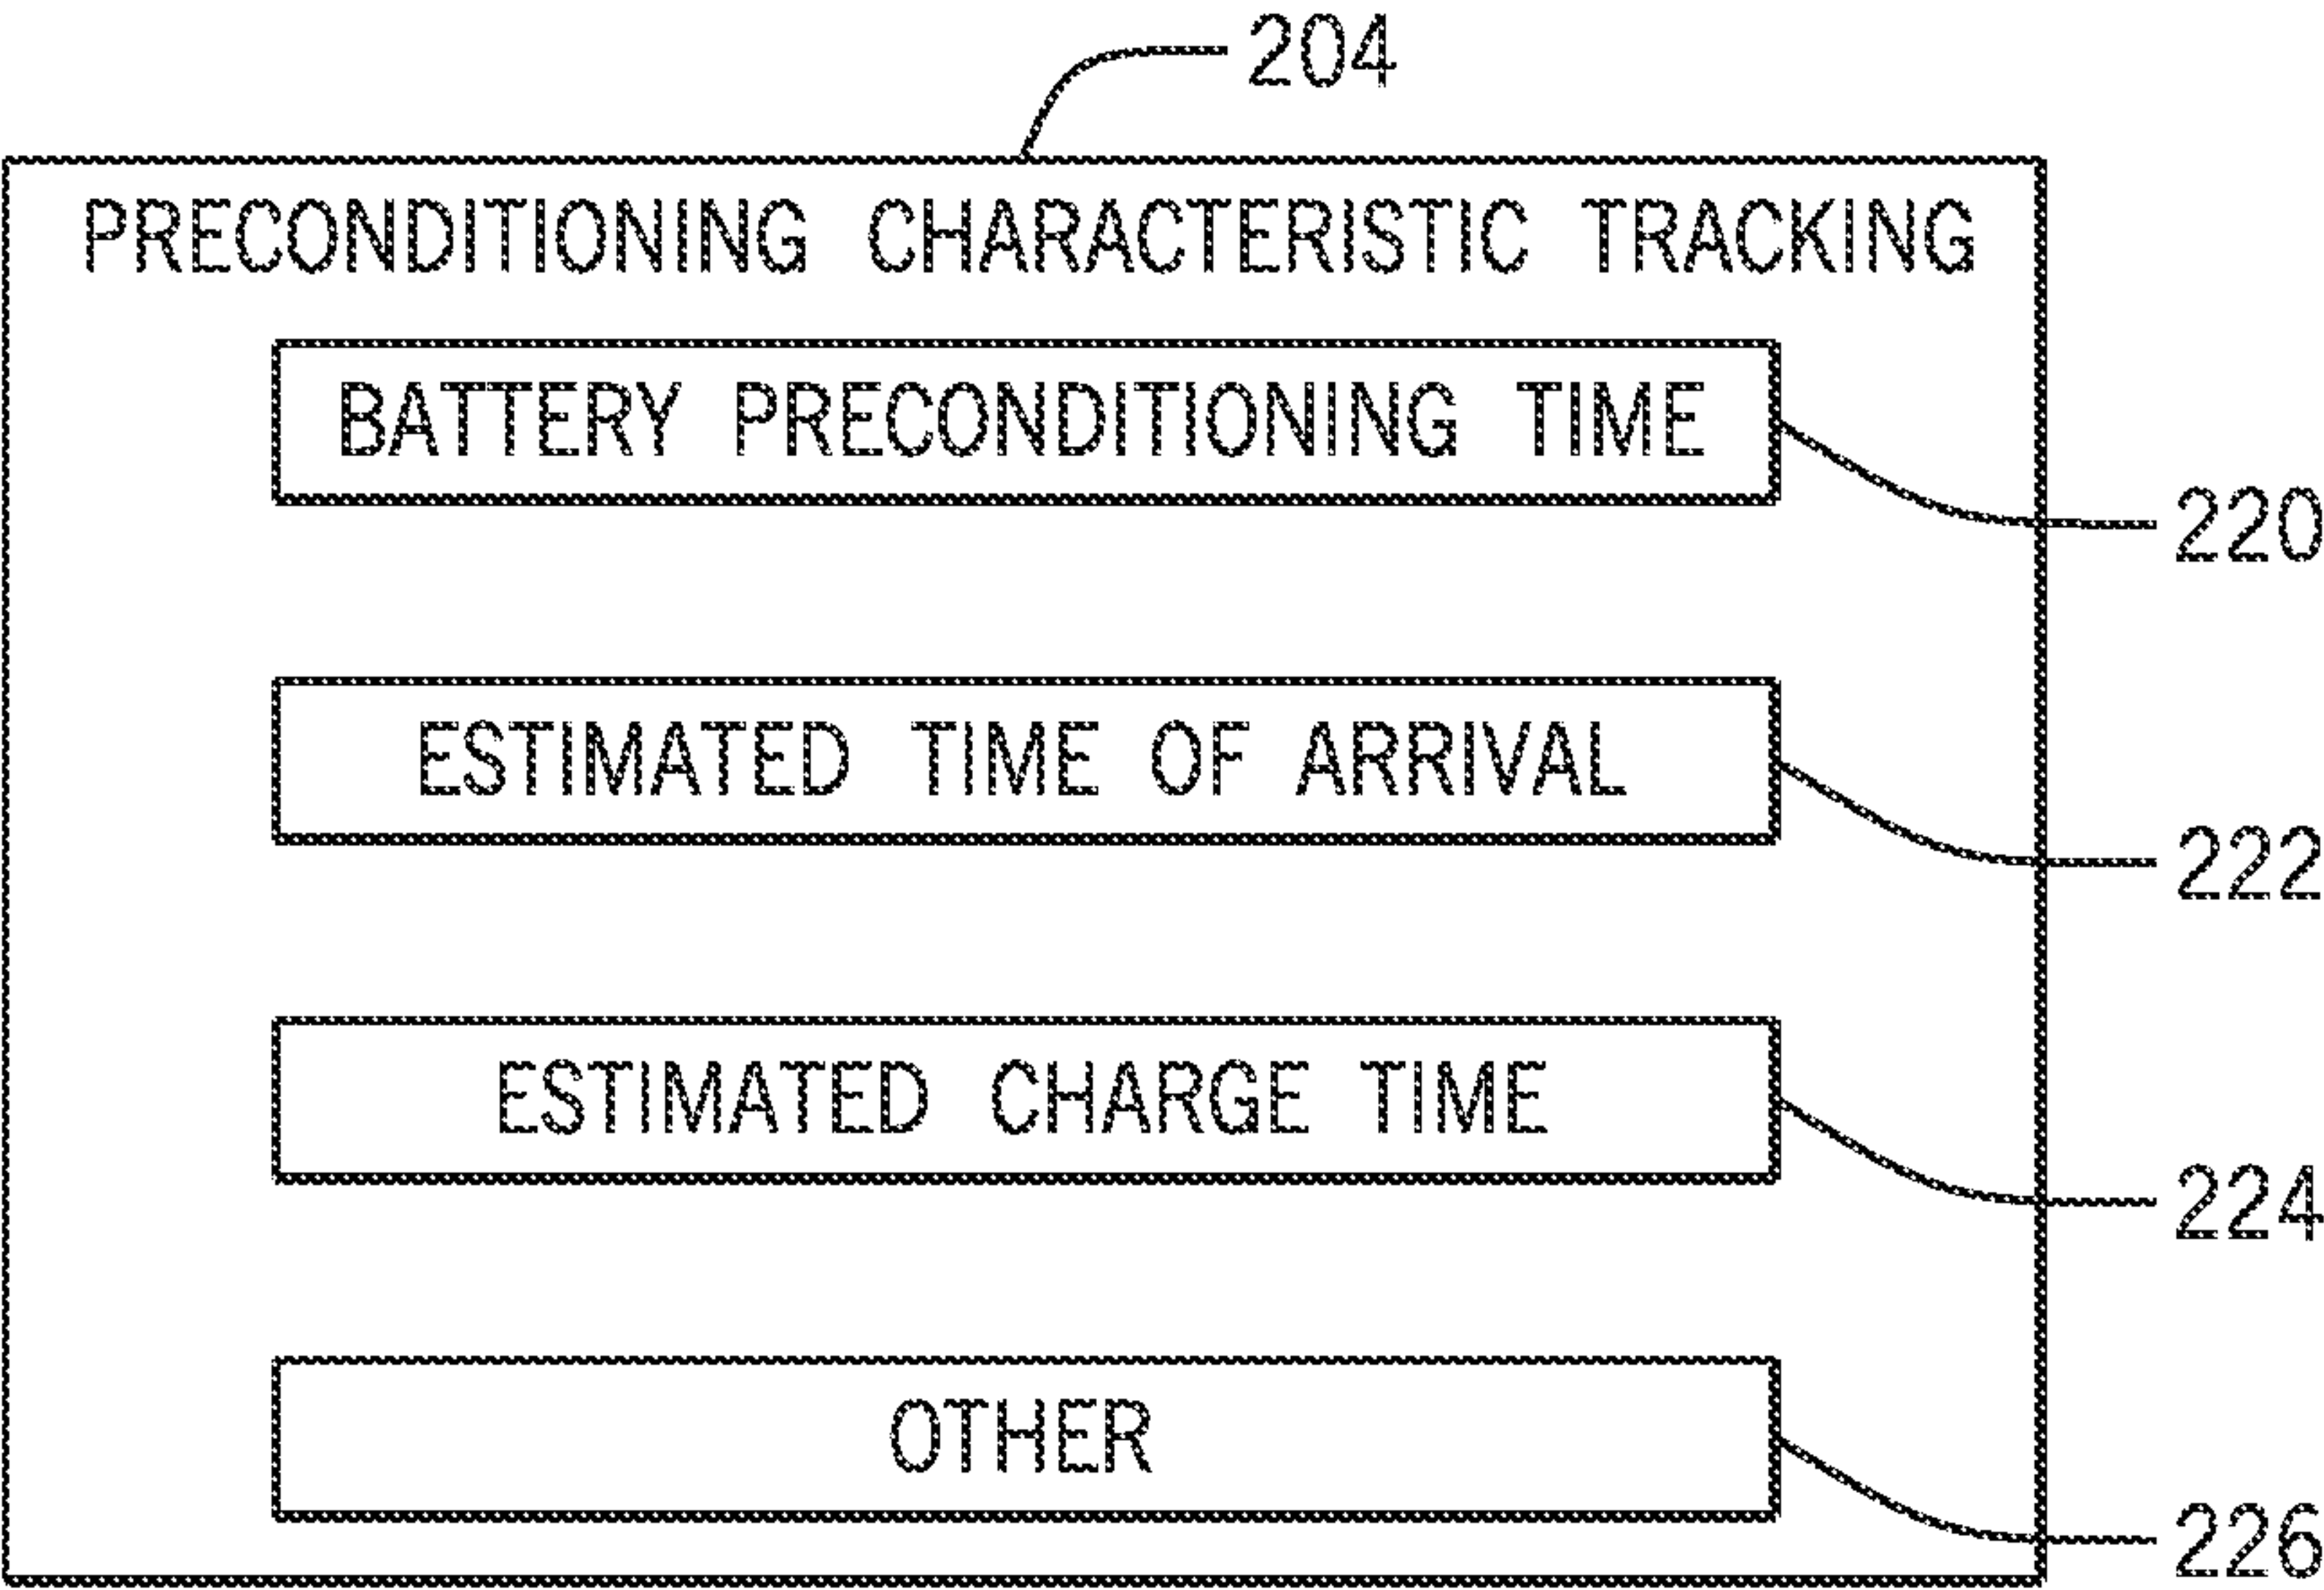 204
PRECONDITIONING CHARACTERISTIC TRACKING
BATTERY PRECONDITIONING TIME
220
ESTIMATED TIME OF ARRIVAL
222
ESTIMATED CHARGE TIME
224
OTHER
226